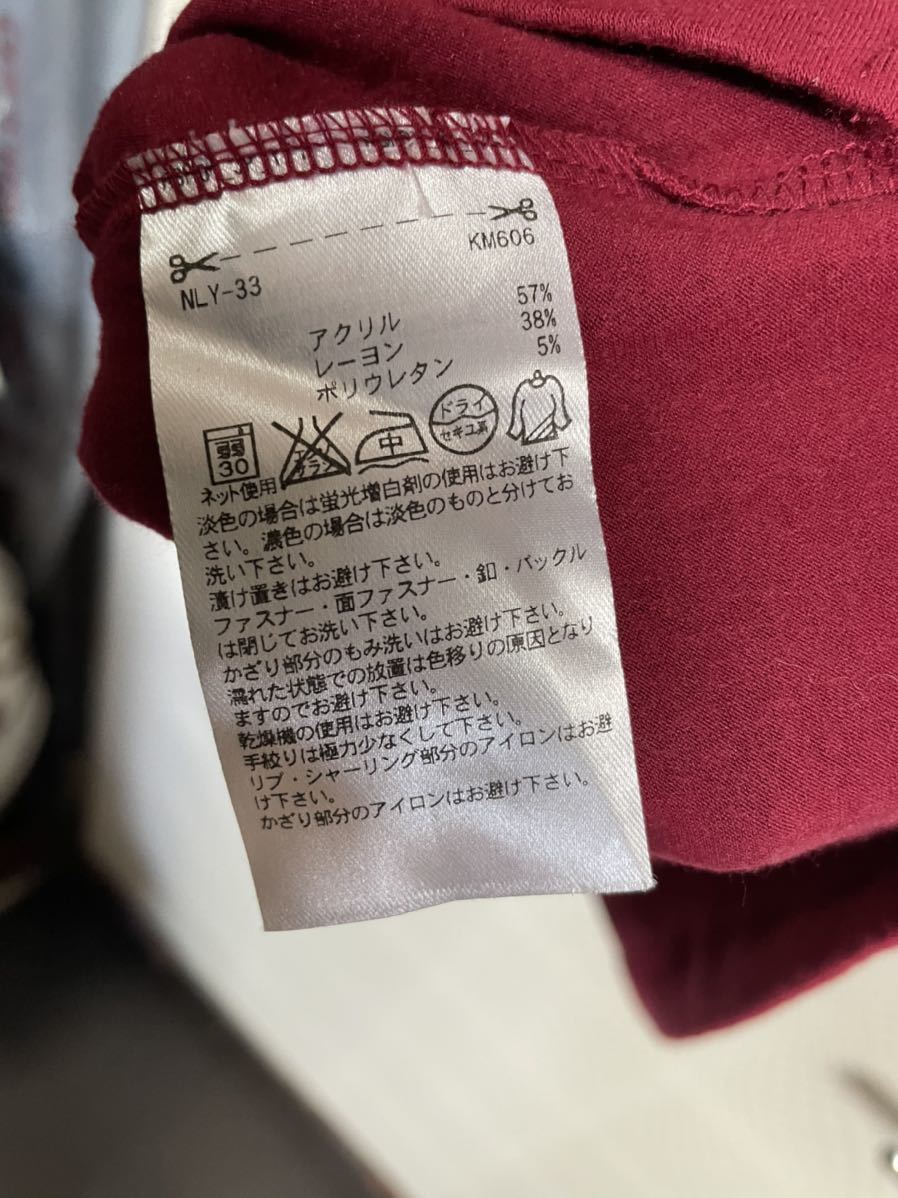 KM606
NLY-33
アクリル 57%
レーヨン 38%
ポリウレタン 5%
弱 30
エンソ サラシ
中
ドライ セキユ系
ネット使用
淡色の場合は蛍光増白剤の使用はお避け下
さい。濃色の場合は淡色のものと分けてお
洗い下さい。
漬け置きはお避け下さい。
ファスナー・面ファスナー・釦・バックル
は閉じてお洗い下さい。
かざり部分のもみ洗いはお避け下さい。
濡れた状態での放置は色移りの原因となり
ますのでお避け下さい。
乾燥機の使用はお避け下さい。
手絞りは極力少なくして下さい。
リブ・シャーリング部分のアイロンはお避
け下さい。
かざり部分のアイロンはお避け下さい。